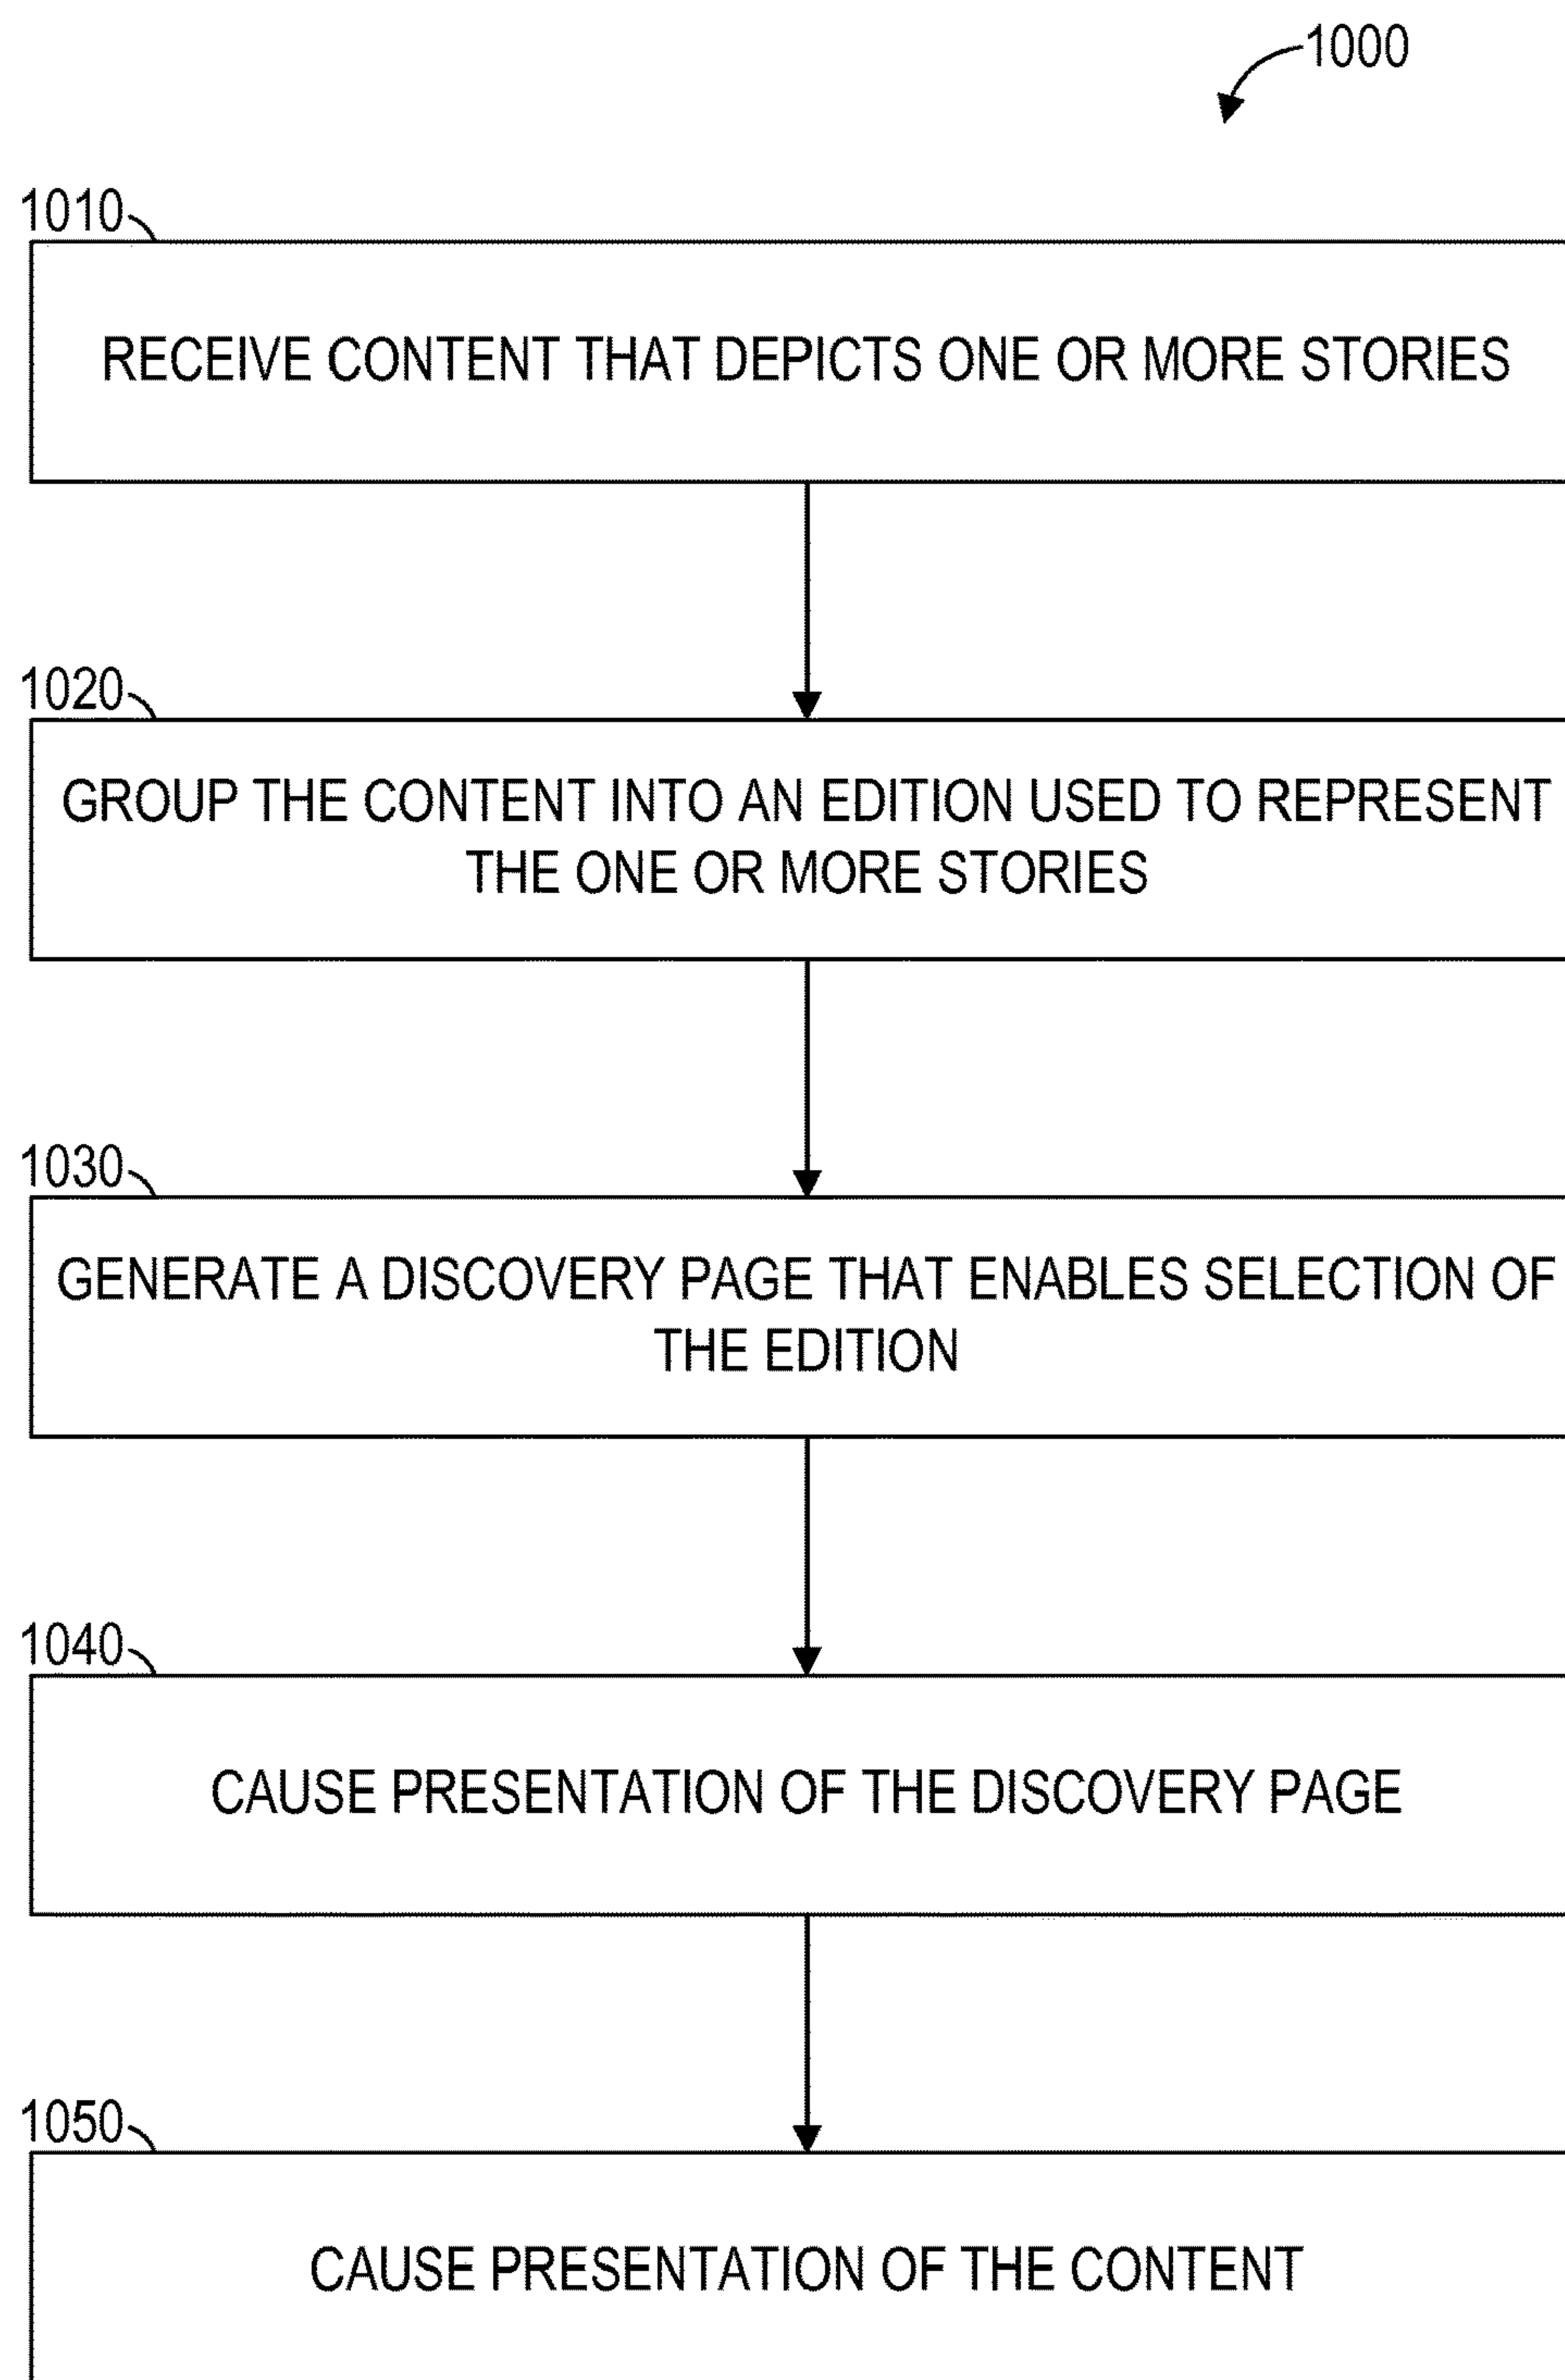 1000
1010
RECEIVE CONTENT THAT DEPICTS ONE OR MORE STORIES
1020
GROUP THE CONTENT INTO AN EDITION USED TO REPRESENT
THE ONE OR MORE STORIES
1030
GENERATE A DISCOVERY PAGE THAT ENABLES SELECTION OF
THE EDITION
1040
CAUSE PRESENTATION OF THE DISCOVERY PAGE
1050
CAUSE PRESENTATION OF THE CONTENT